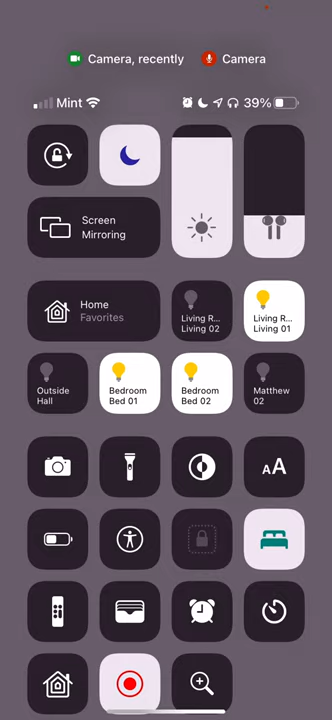 Camera, recently
Camera
Mint
39%
Screen
Mirroring
Home
Favorites
Living R...
Living 02
Living R...
Living 01
Outside
Hall
Bedroom
Bed 01
Bedroom
Bed 02
Matthew
02
AA